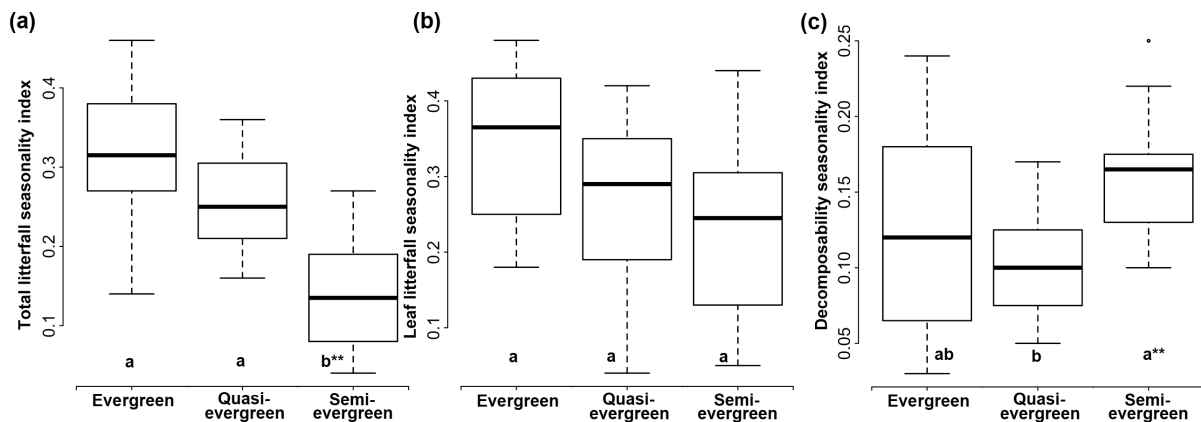 (a)
Total litterfall seasonality index
0.4
0.3
0.2
0.1
a
a
b**
Evergreen
Quasi-
evergreen
Semi-
evergreen
(b)
Leaf litterfall seasonality index
0.4
0.3
0.2
0.1
a
a
a
Evergreen
Quasi-
evergreen
Semi-
evergreen
(c)
Decomposability seasonality index
0.25
0.20
0.15
0.10
0.05
ab
b
a**
Evergreen
Quasi-
evergreen
Semi-
evergreen